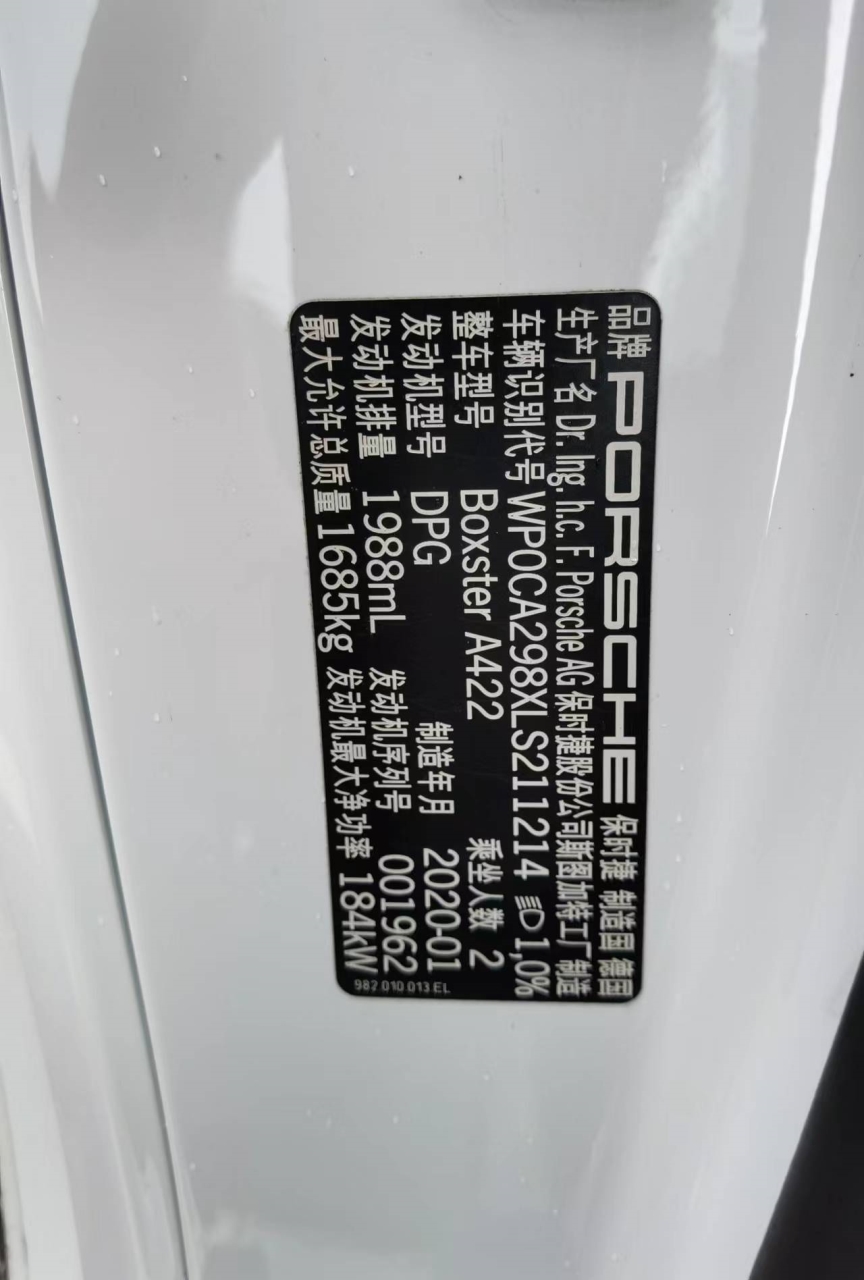 品牌 PORSCHE 保时捷 制造国 德国
生产厂名 Dr. Ing. h.c. F. Porsche AG 保时捷股份公司斯图加特工厂 制造
车辆识别代号 WP0CA298XLS211214 1,0%
整车型号 Boxster A422 乘坐人数 2
发动机型号 DPG 制造年月 2020-01
发动机排量 1988mL 发动机序列号 001962
最大允许总质量 1685kg 发动机最大净功率 184kW
982.010.013.EL